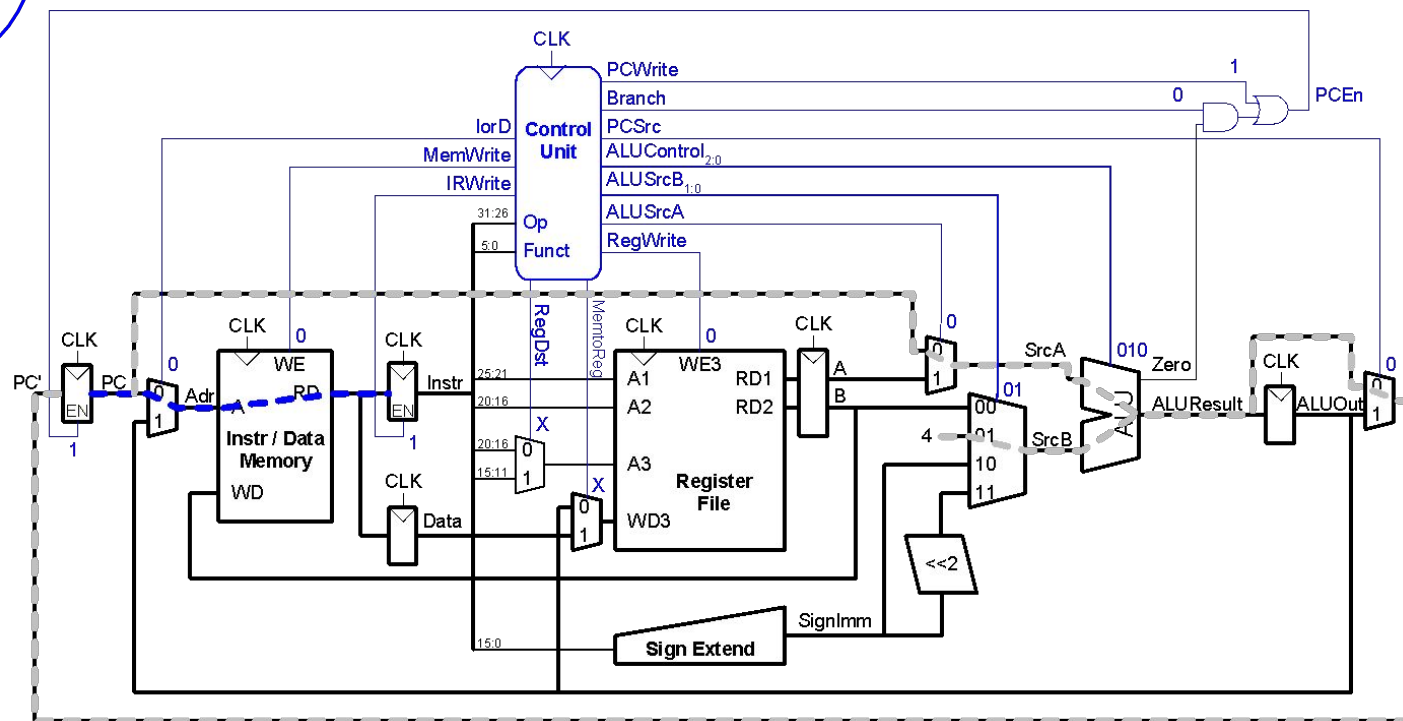 CLK
PCWrite
1
Branch
0
PCEn
IorD
Control
Unit
PCSrc
MemWrite
ALUControl2:0
IRWrite
ALUSrcB1:0
31:26
Op
ALUSrcA
5:0
Funct
RegWrite
RegDst
MemtoReg
CLK
CLK
CLK
CLK
CLK
CLK
0
0
0
0
010
0
PC'
EN
PC
0
1
Adr
WE
A
RD
Instr / Data
Memory
WD
EN
Instr
1
1
25:21
20:16
20:16
15:11
X
0
1
CLK
Data
X
0
1
WE3
A1
A2
A3
WD3
RD1
RD2
Register
File
A
B
0
1
SrcA
01
00
01
10
11
4
SrcB
ALU
Zero
ALUResult
ALUOut
0
1
<<2
SignImm
15:0
Sign Extend